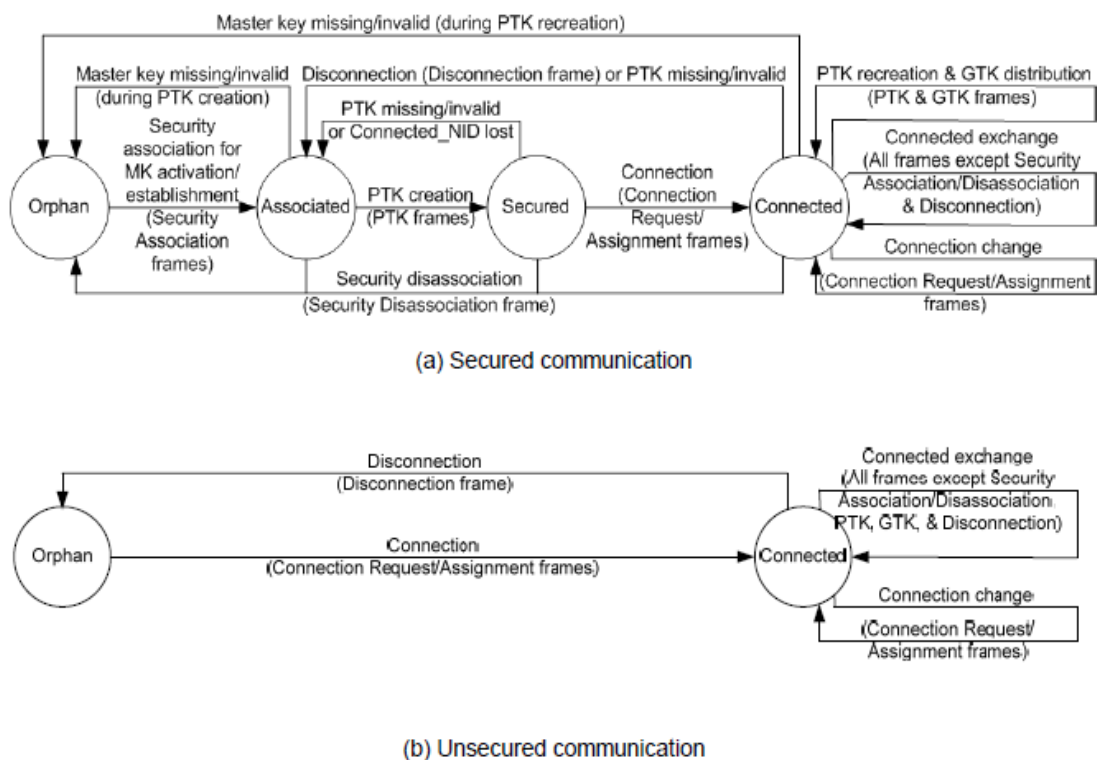 Master key missing/invalid (during PTK recreation)
Master key missing/invalid
(during PTK creation)
Disconnection (Disconnection frame) or PTK missing/invalid
PTK missing/invalid
or Connected_NID lost
PTK recreation & GTK distribution
(PTK & GTK frames)
Security
association for
MK activation/
establishment
(Security
Association
frames)
Connected exchange
(All frames except Security
Association/Disassociation
& Disconnection)
Orphan
Associated
PTK creation
(PTK frames)
Secured
Connection
(Connection
Request/
Assignment frames)
Connected
Connection change
(Connection Request/Assignment
frames)
Security disassociation
(Security Disassociation frame)
(a) Secured communication
Disconnection
(Disconnection frame)
Connected exchange
(All frames except Security
Association/Disassociation,
PTK, GTK, & Disconnection)
Orphan
Connection
(Connection Request/Assignment frames)
Connected
Connection change
(Connection Request/
Assignment frames)
(b) Unsecured communication